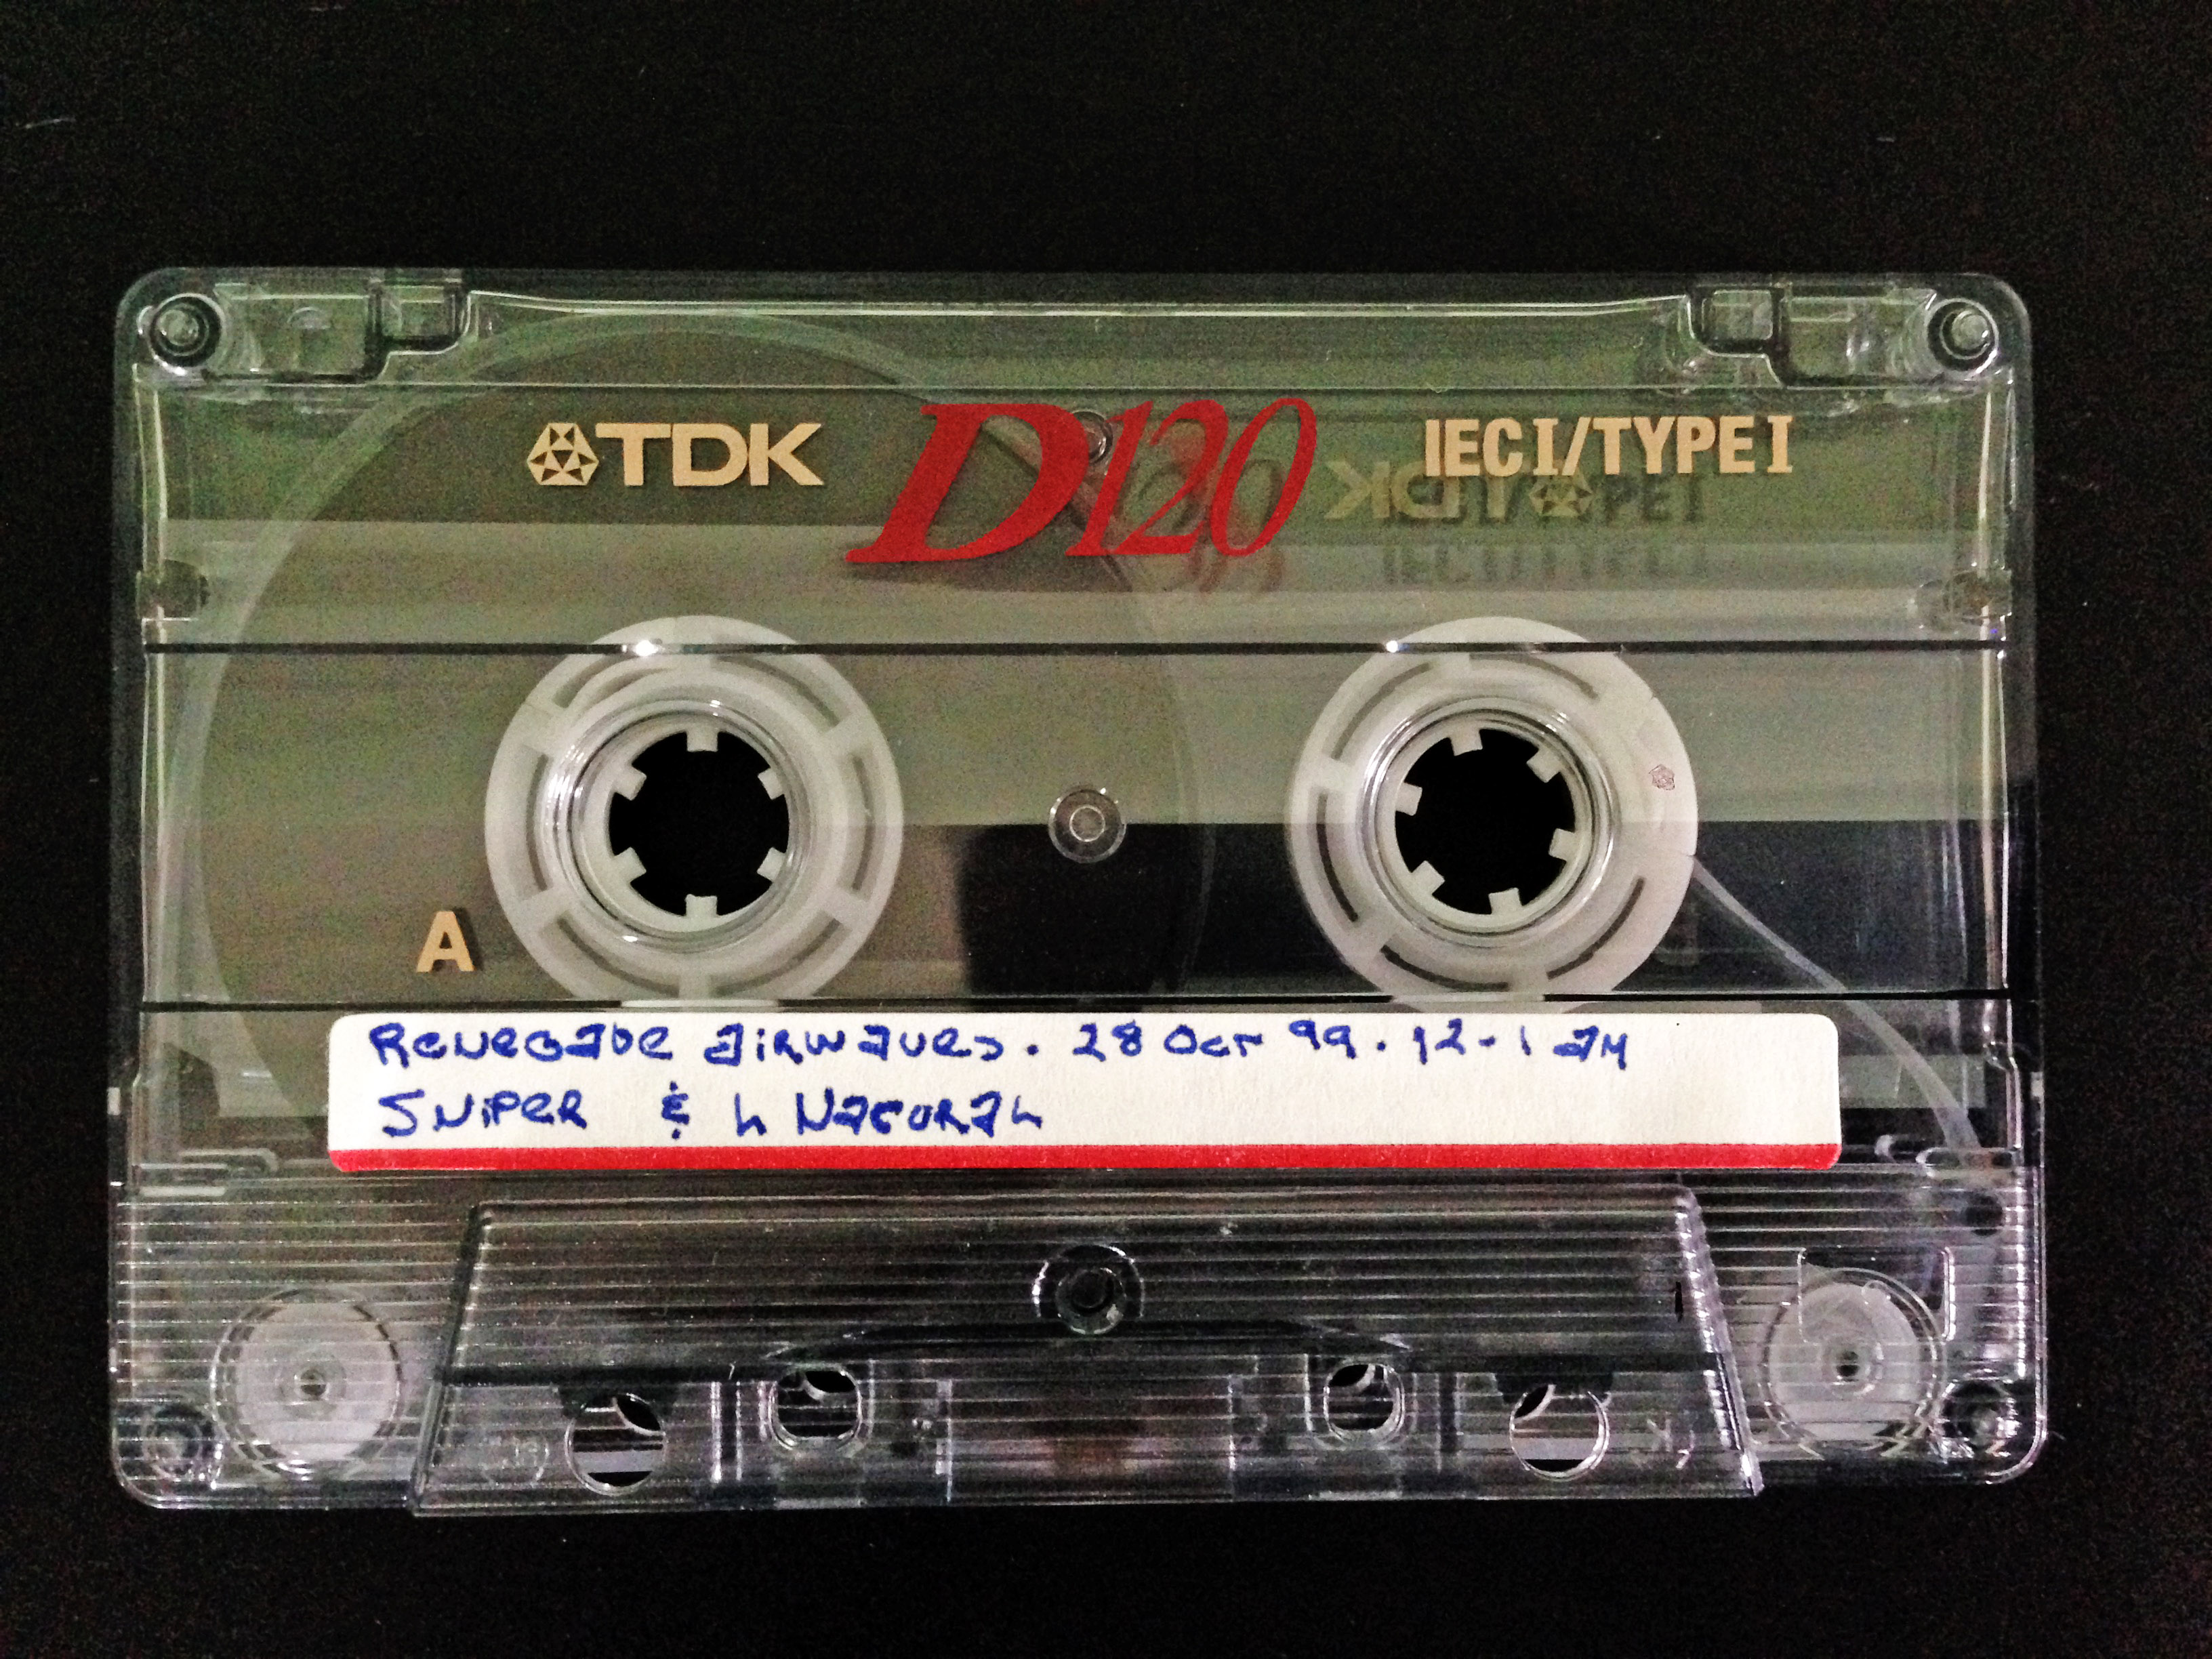 TDK D120 IEC I/TYPE I
A
Renegade airwaves. 28 Oct 99. 12-1 am
Sniper & L Natural